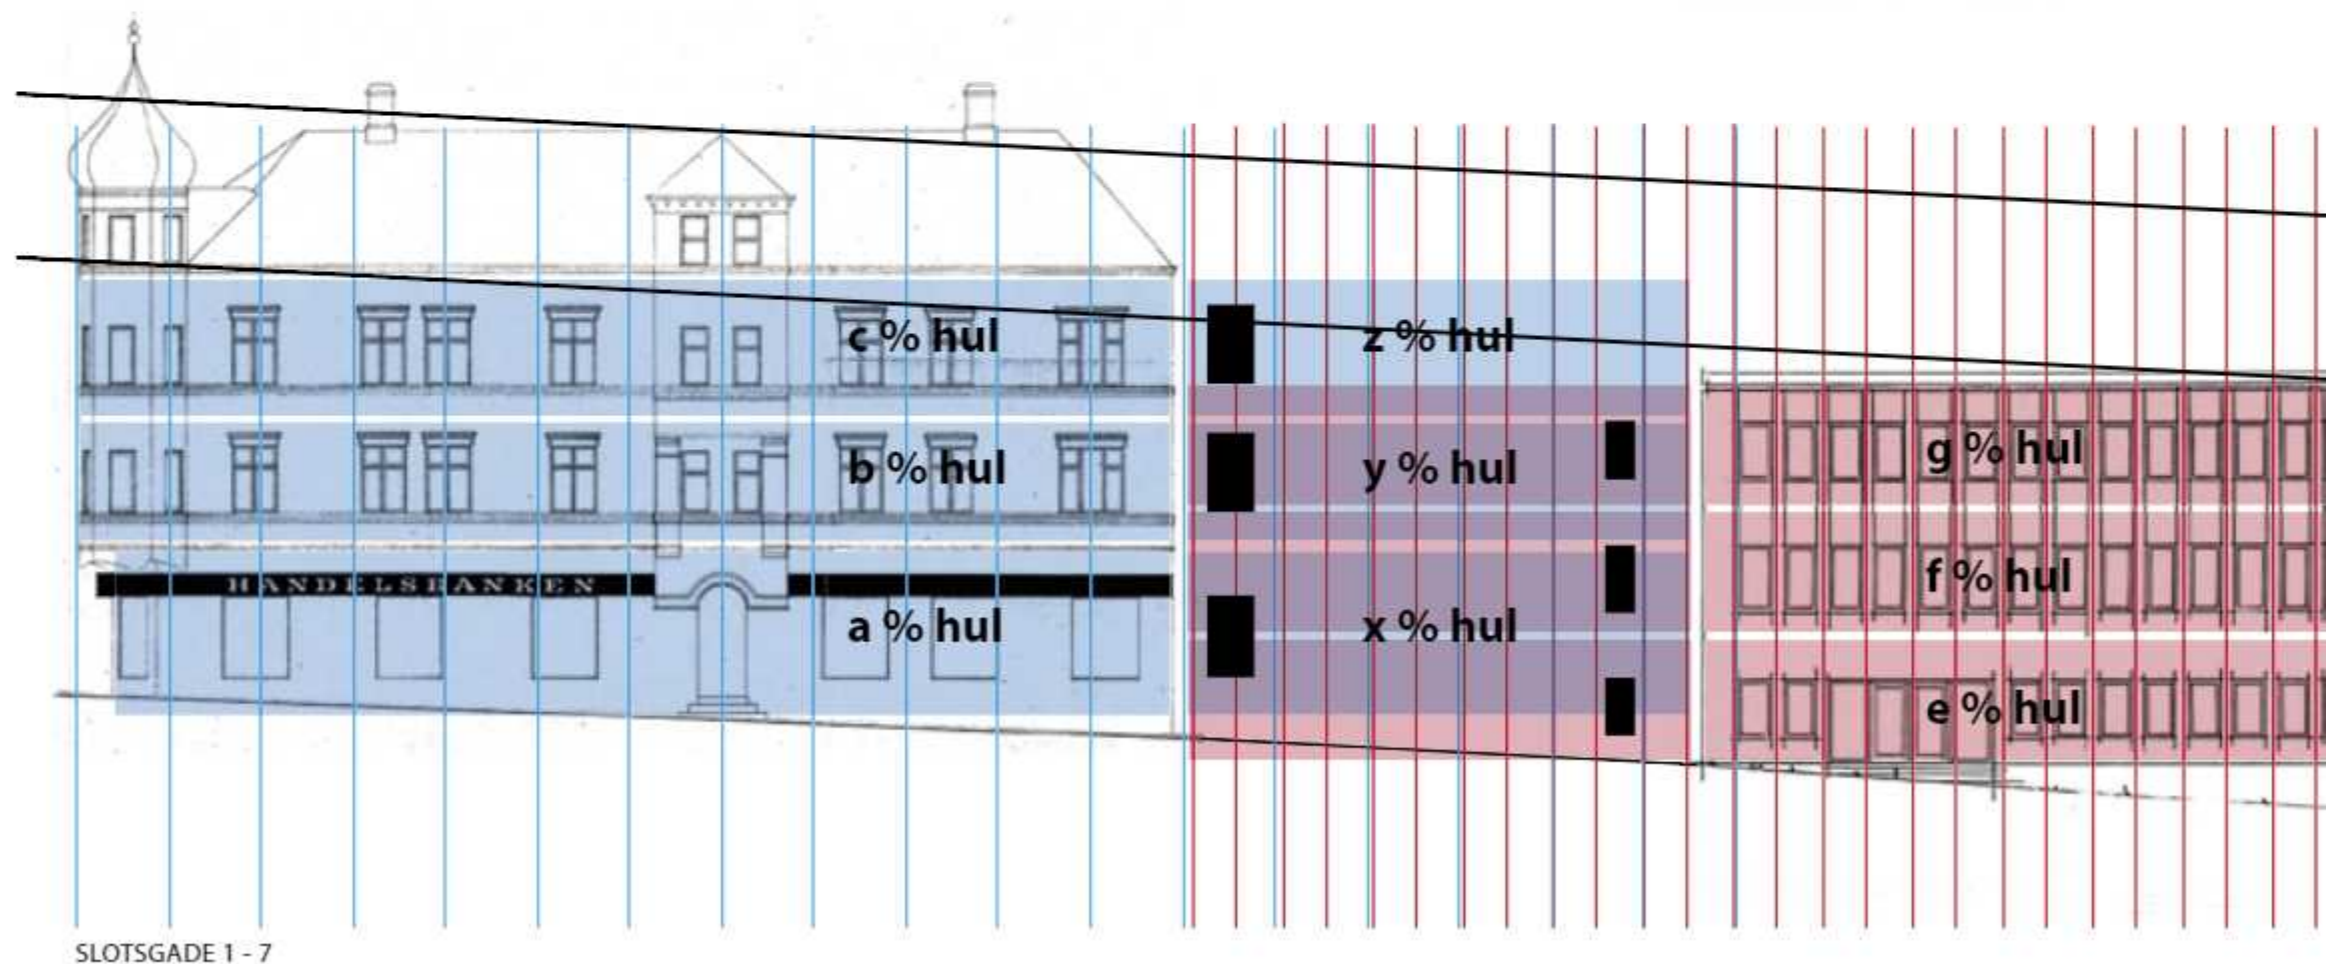 c % hul
z % hul
b % hul
y % hul
g % hul
HANDELSBANKEN
f % hul
a % hul
x % hul
e % hul
SLOTSGADE 1 - 7